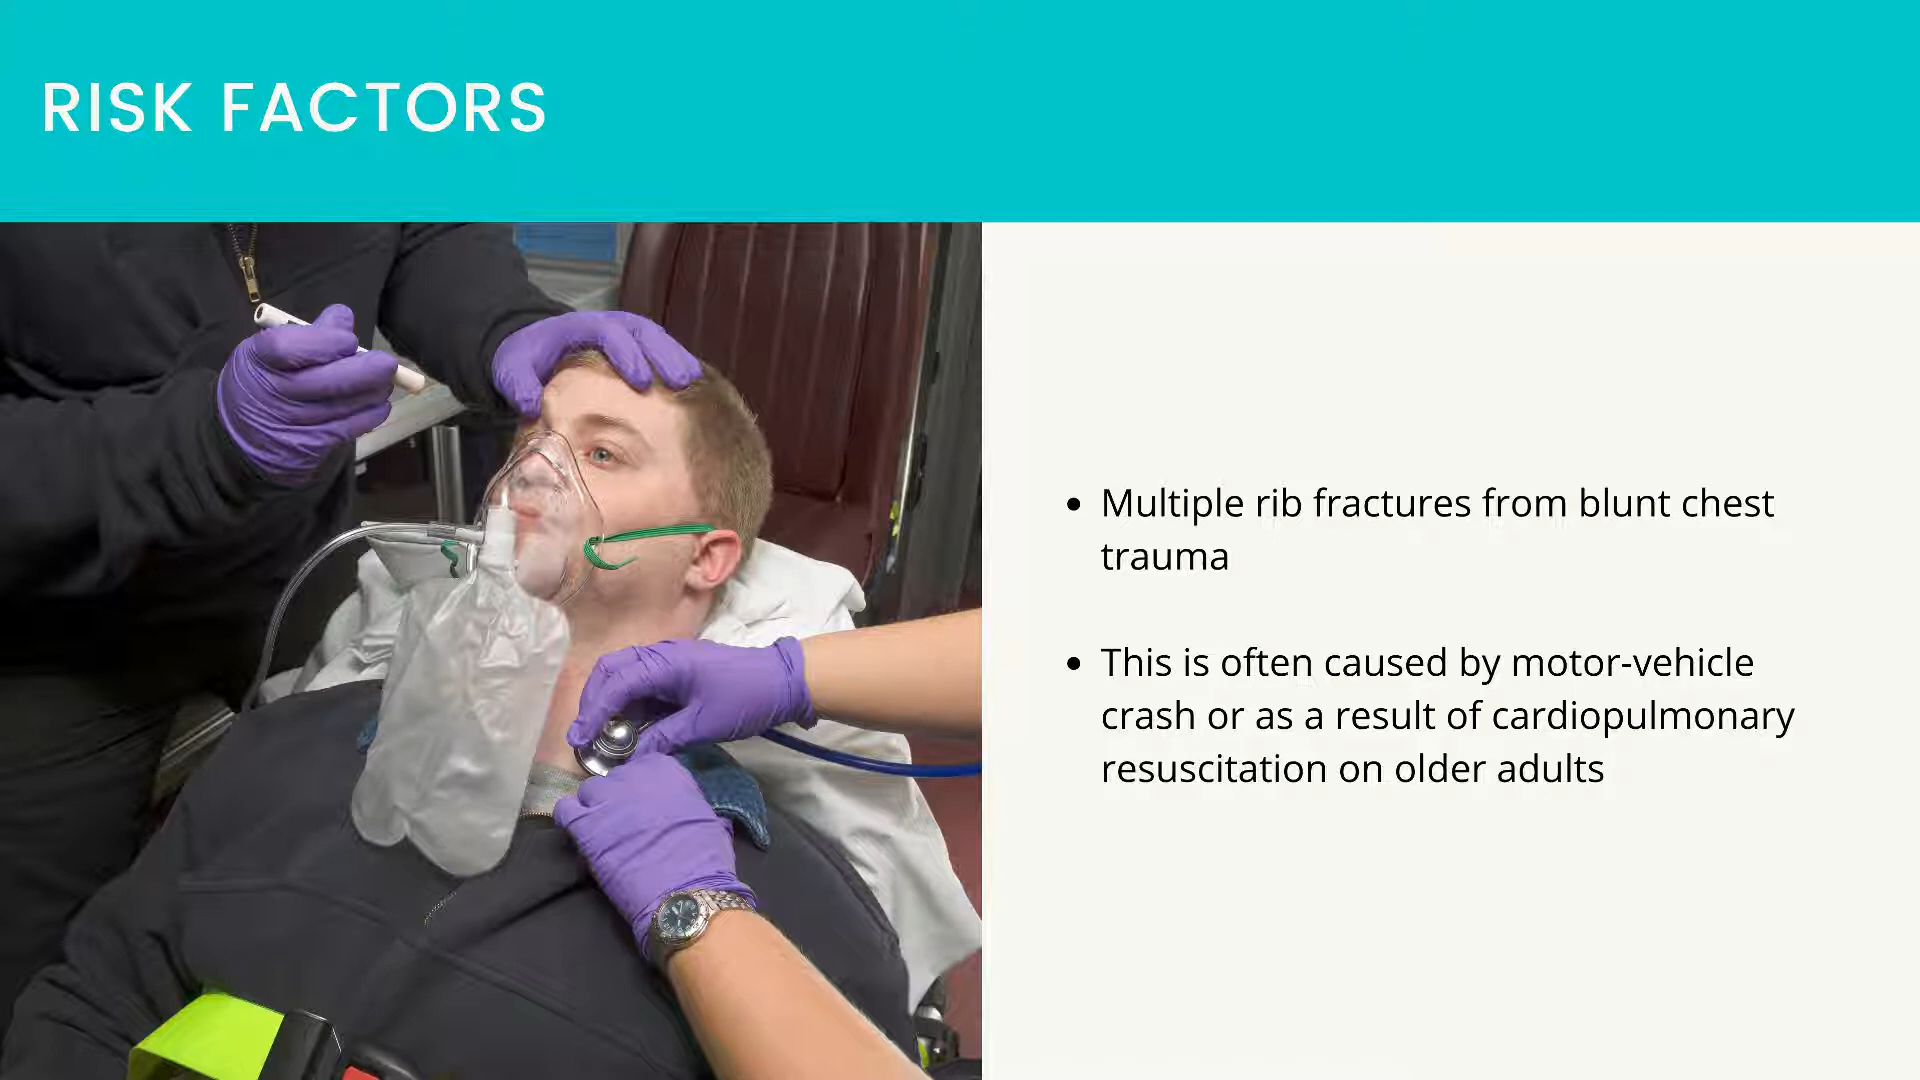 RISK FACTORS
• Multiple rib fractures from blunt chest
trauma
• This is often caused by motor-vehicle
crash or as a result of cardiopulmonary
resuscitation on older adults